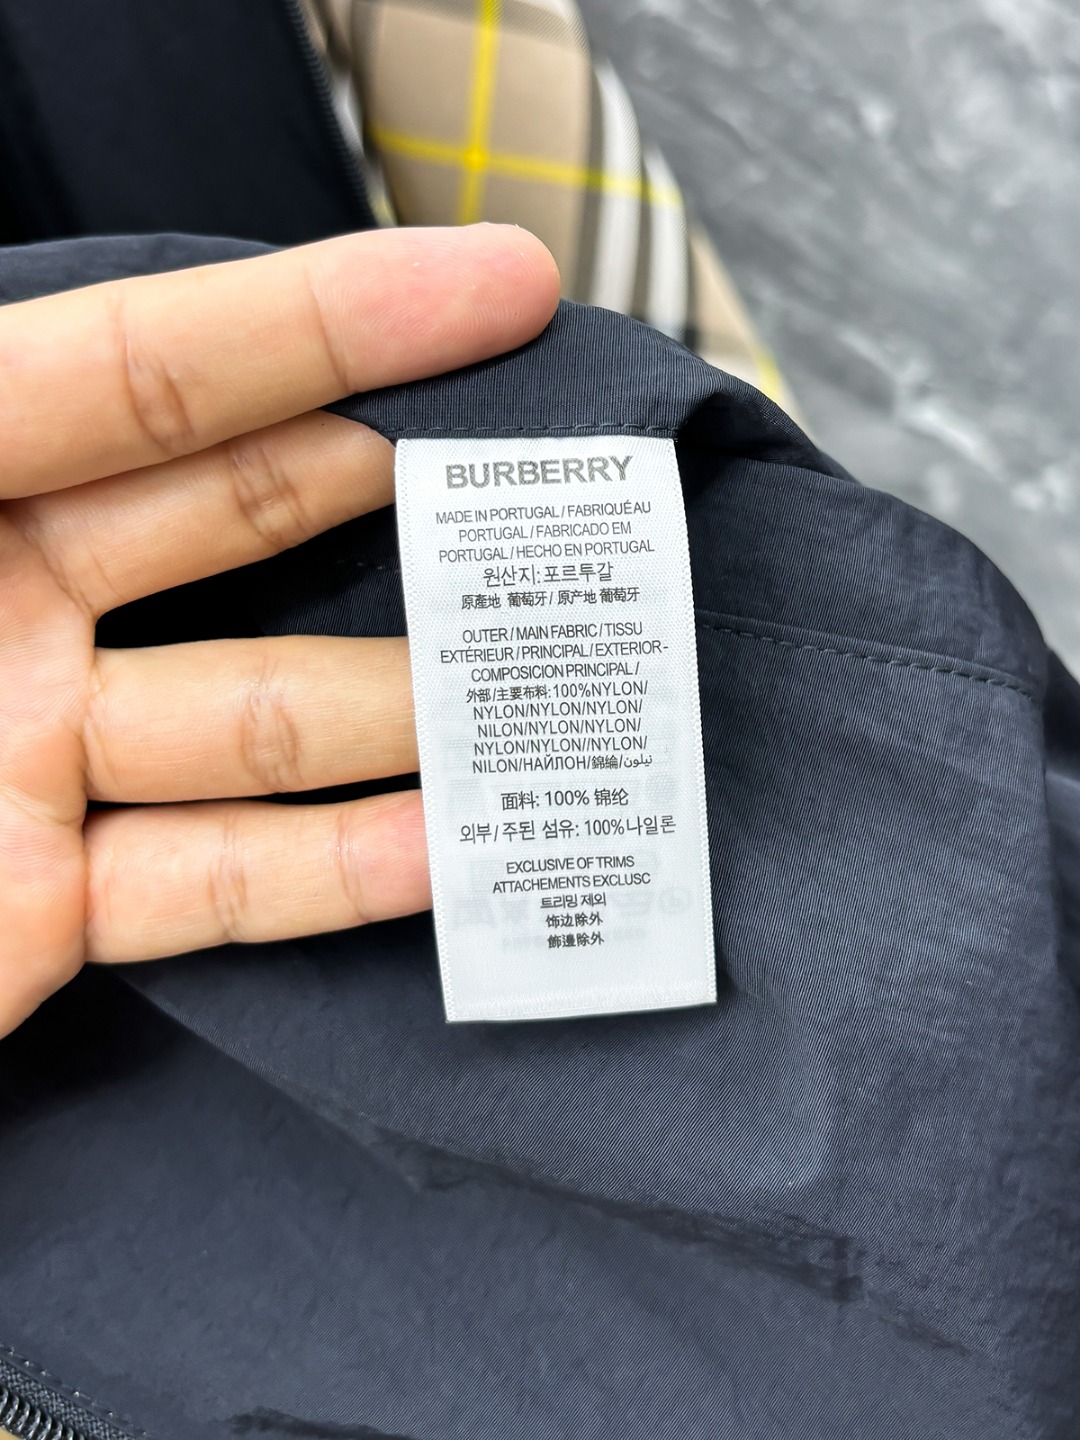 BURBERRY
MADE IN PORTUGAL / FABRIQUÉ AU
PORTUGAL / FABRICADO EM
PORTUGAL / HECHO EN PORTUGAL
원산지: 포르투갈
原產地 葡萄牙 / 原产地 葡萄牙
OUTER / MAIN FABRIC / TISSU
EXTÉRIEUR / PRINCIPAL / EXTERIOR-
COMPOSICION PRINCIPAL /
外部/主要布料: 100%NYLON/
NYLON/NYLON/NYLON/
NILON/NYLON/NYLON/
NYLON/NYLON//NYLON/
NILON/НАЙЛОН/錦綸/نيلون
面料: 100% 锦纶
외부/주된 섬유: 100%나일론
EXCLUSIVE OF TRIMS
ATTACHEMENTS EXCLUSC
트리밍 제외
饰边除外
飾邊除外